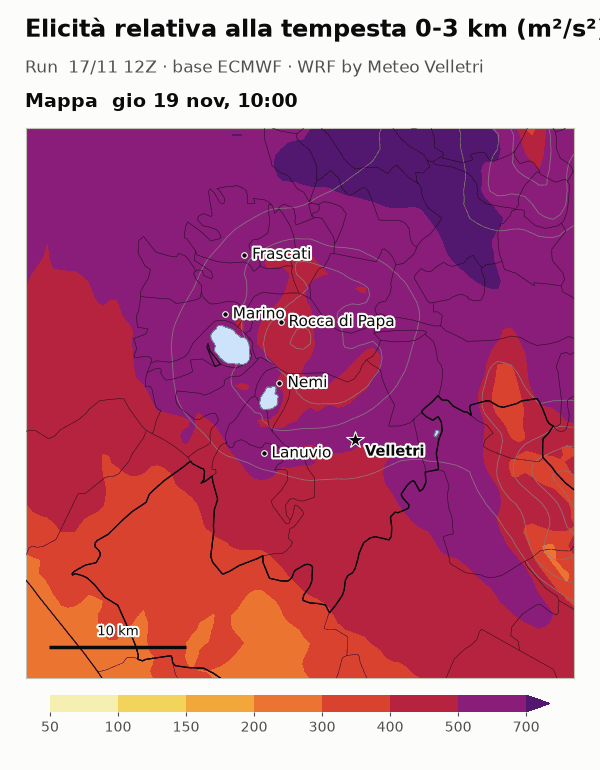 Elicità relativa alla tempesta 0-3 km (m²/s²)
Run  17/11 12Z · base ECMWF · WRF by Meteo Velletri
Mappa  gio 19 nov, 10:00
Frascati
Marino
Rocca di Papa
Nemi
Velletri
Lanuvio
10 km
50 100 150 200 300 400 500 700